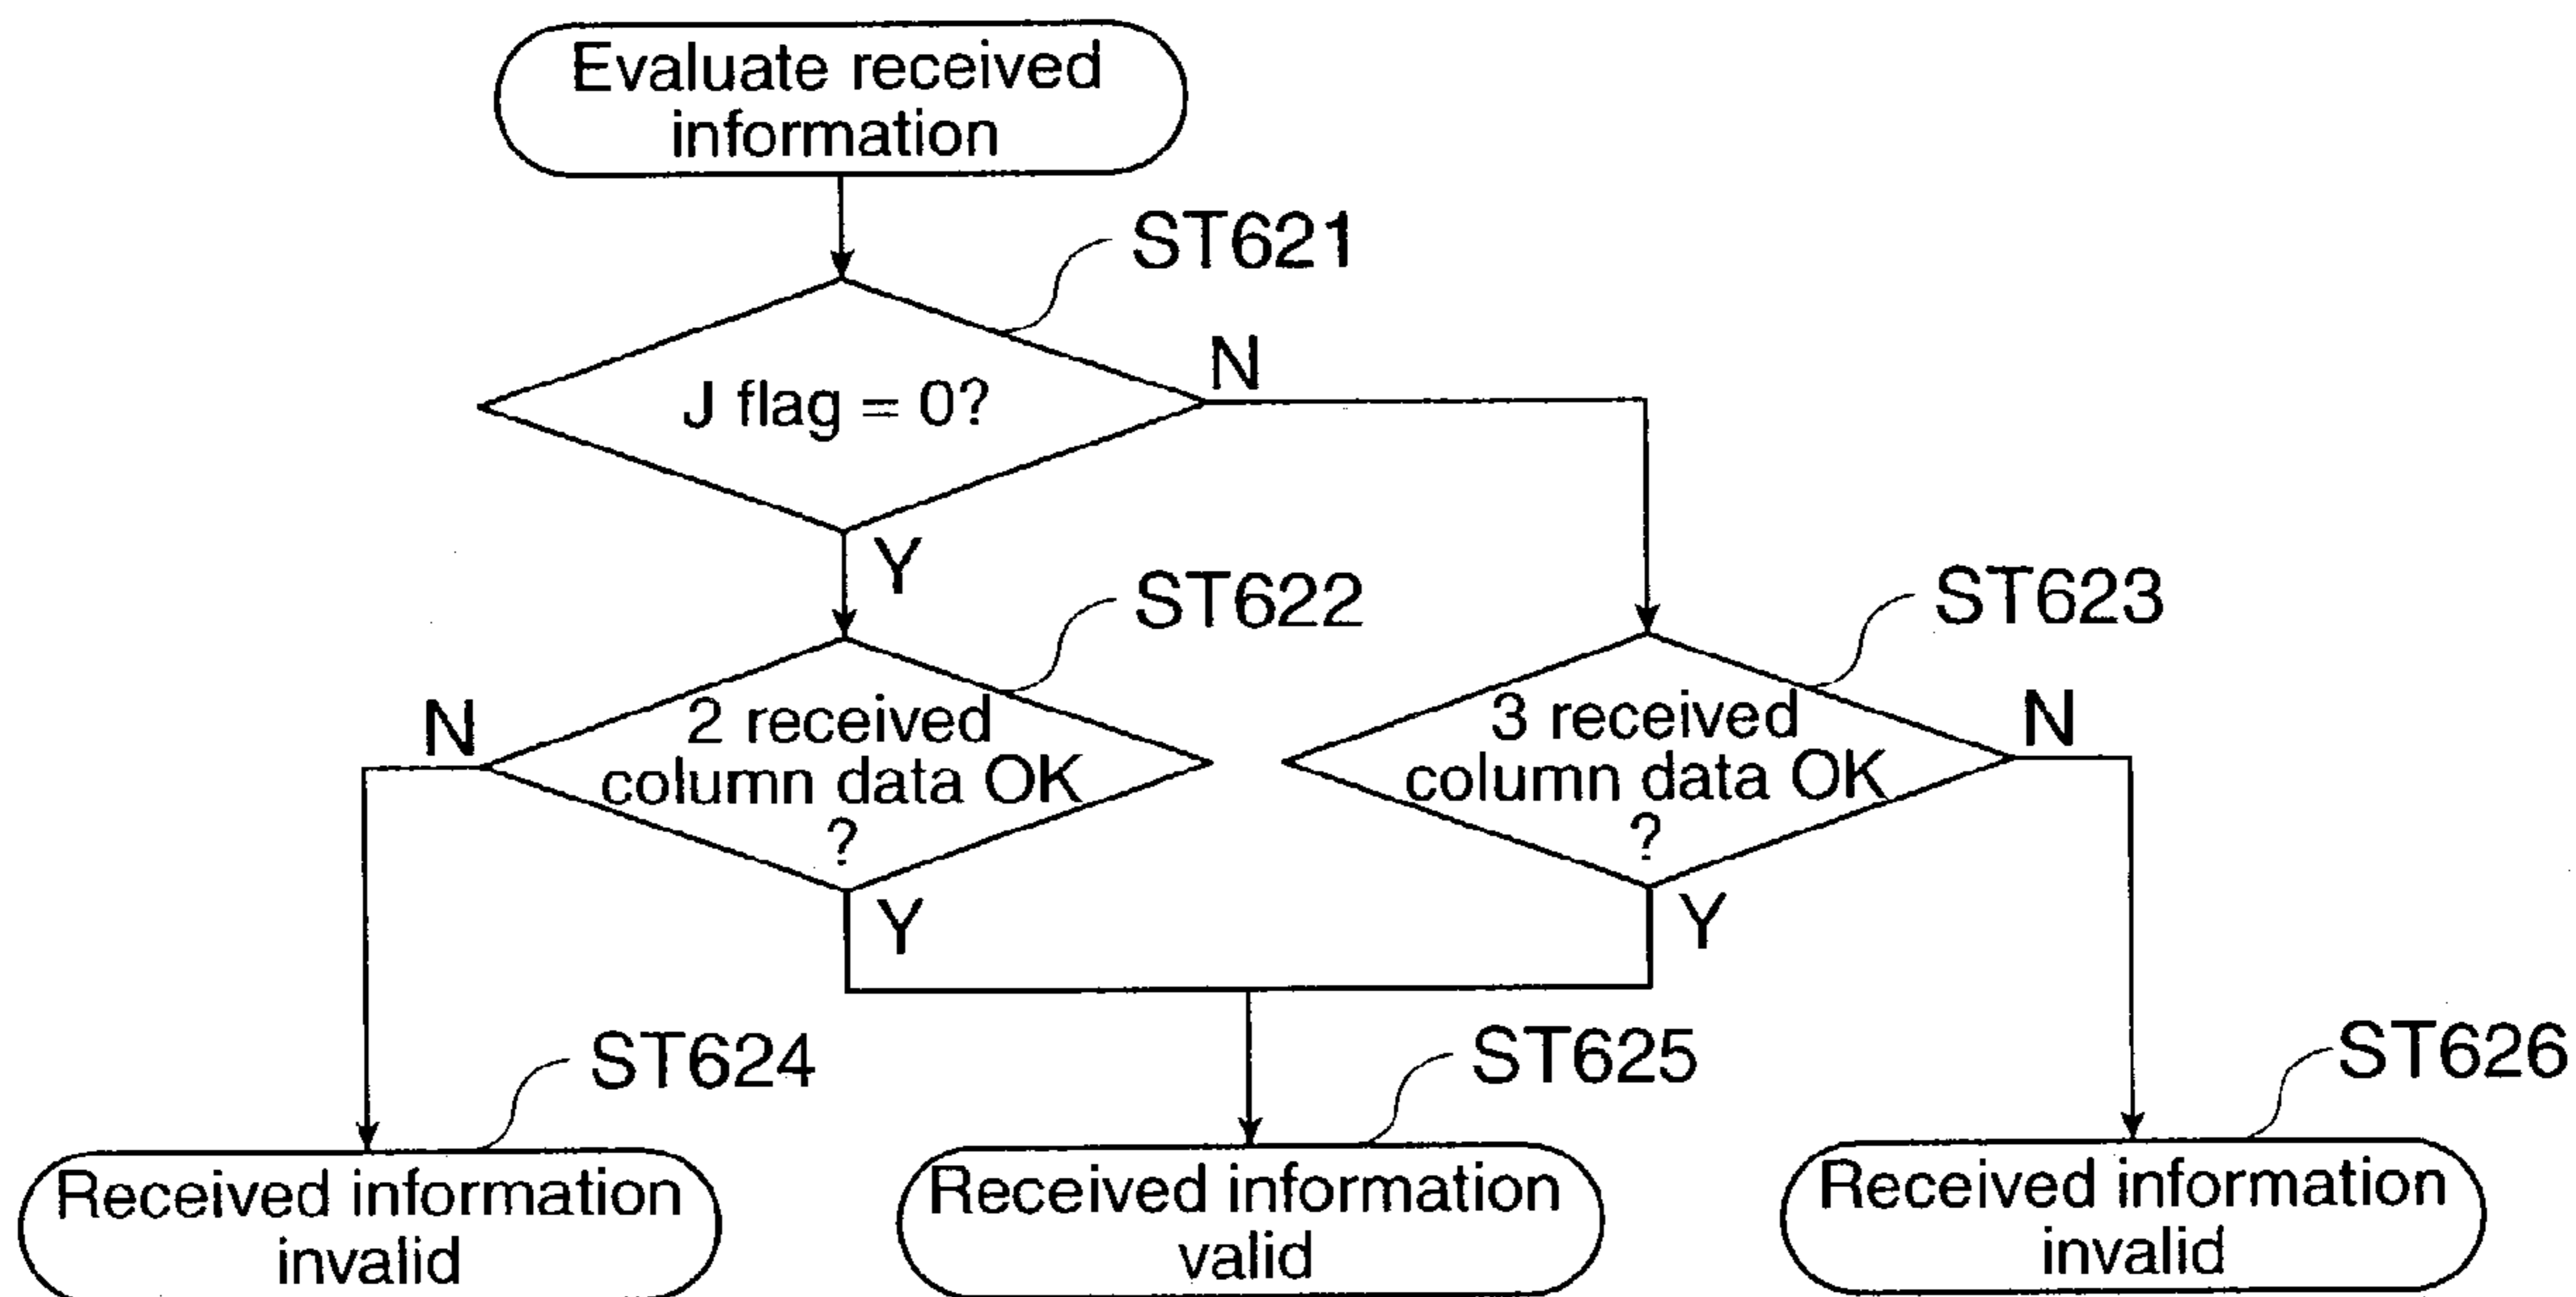 Evaluate received
information
ST621
J flag = 0?
N
Y
ST622
ST623
N
2 received
column data OK
?
3 received
column data OK
?
N
Y
Y
ST624
ST625
ST626
Received information
invalid
Received information
valid
Received information
invalid